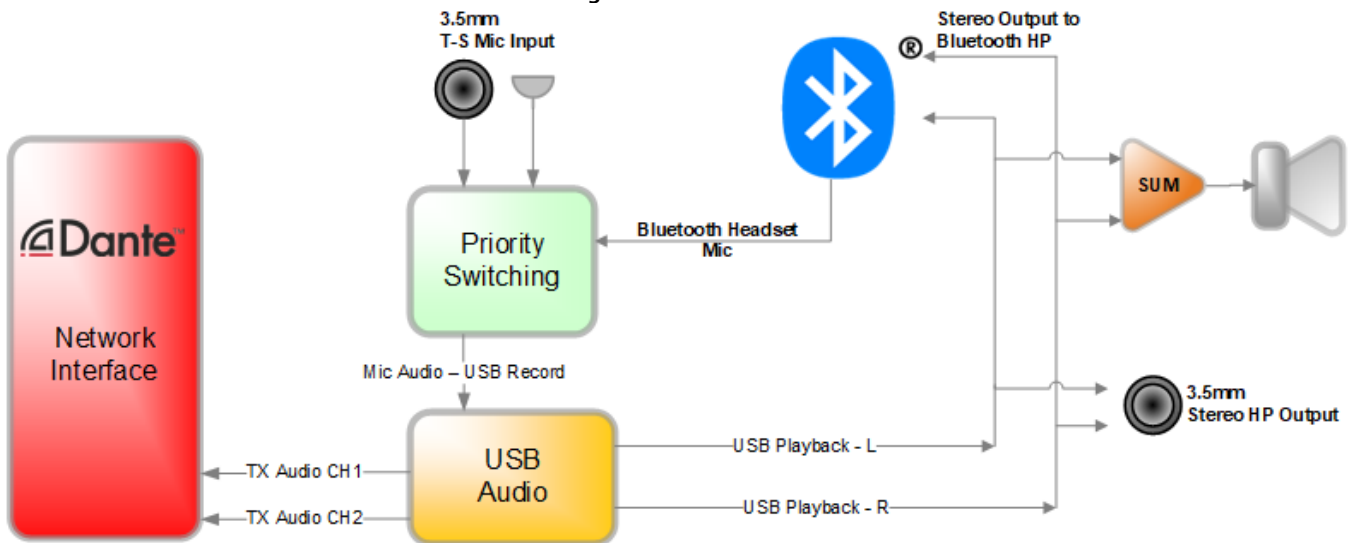 3.5mm
T-S Mic Input
Stereo Output to
Bluetooth HP
®
Dante™
Network
Interface
Priority
Switching
Bluetooth Headset
Mic
SUM
Mic Audio – USB Record
3.5mm
Stereo HP Output
USB
Audio
USB Playback - L
USB Playback - R
TX Audio CH1
TX Audio CH2